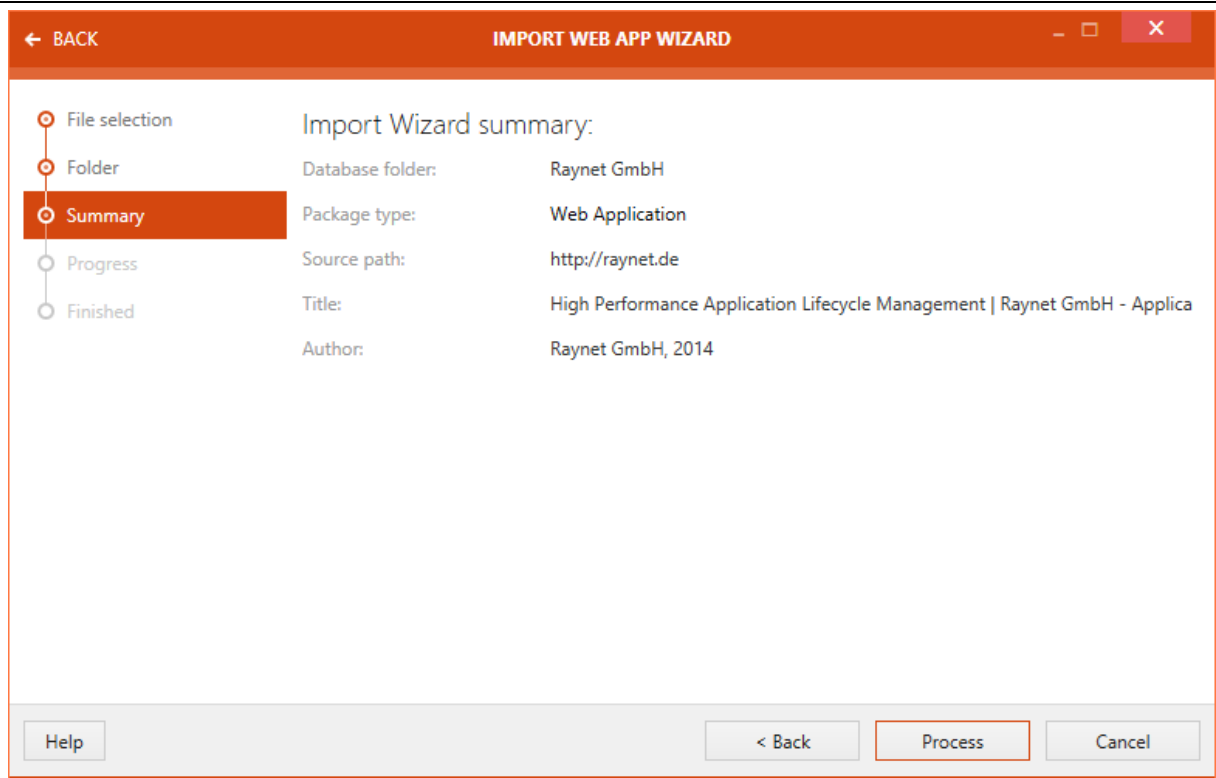 ← BACK
IMPORT WEB APP WIZARD
File selection
Folder
Summary
Progress
Finished
Import Wizard summary:
Database folder: Raynet GmbH
Package type: Web Application
Source path: http://raynet.de
Title: High Performance Application Lifecycle Management | Raynet GmbH - Applica
Author: Raynet GmbH, 2014
Help < Back Process Cancel